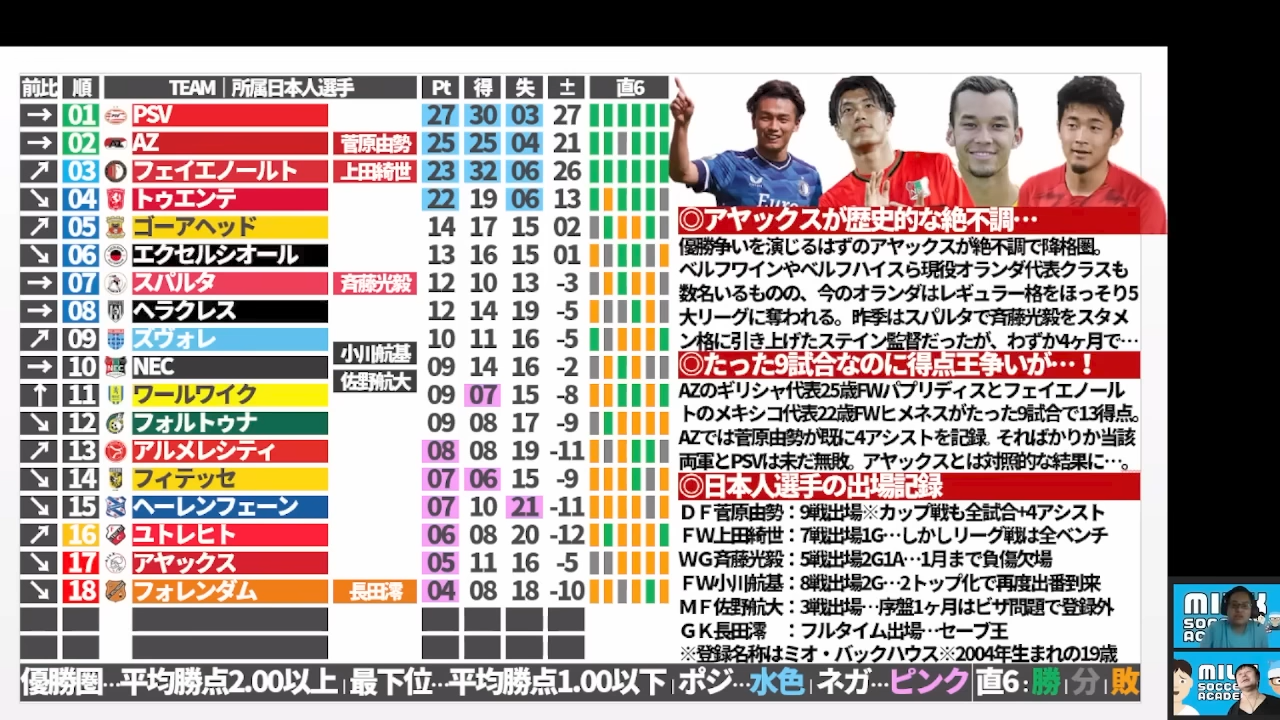 前比 順 TEAM｜所属日本人選手 Pt 得 失 ± 直6
→ 01 PSV 27 30 03 27
→ 02 AZ 菅原由勢 25 25 04 21
↗ 03 フェイエノールト 上田綺世 23 32 06 26
↘ 04 トゥエンテ 22 19 06 13
↗ 05 ゴーアヘッド 14 17 15 02
↘ 06 エクセルシオール 13 16 15 01
→ 07 スパルタ 斉藤光毅 12 10 13 -3
→ 08 ヘラクレス 12 14 19 -5
↗ 09 ズヴォレ 10 11 16 -5
小川航基
→ 10 NEC 09 14 16 -2
佐野航大
↑ 11 ワールワイク 09 07 15 -8
↘ 12 フォルトゥナ 09 08 17 -9
↗ 13 アルメレシティ 08 08 19 -11
↘ 14 フィテッセ 07 06 15 -9
↘ 15 ヘーレンフェーン 07 10 21 -11
↗ 16 ユトレヒト 06 08 20 -12
↘ 17 アヤックス 05 11 16 -5
↘ 18 フォレンダム 長田澪 04 08 18 -10
◎アヤックスが歴史的な絶不調…
優勝争いを演じるはずのアヤックスが絶不調で降格圏。
ベルフワインやベルフハイスら現役オランダ代表クラスも
数名いるものの、今のオランダはレギュラー格をほっそり5
大リーグに奪われる。昨季はスパルタで斉藤光毅をスタメ
ン格に引き上げたステイン監督だったが、わずか4ヶ月で…
◎たった9試合なのに得点王争いが…！
AZのギリシャ代表25歳FWパプリディスとフェイエノール
トのメキシコ代表22歳FWヒメネスがたった9試合で13得点。
AZでは菅原由勢が既に4アシストを記録。そればかりか当該
両軍とPSVは未だ無敗。アヤックスとは対照的な結果に…。
◎日本人選手の出場記録
ＤＦ菅原由勢：9戦出場※カップ戦も全試合+4アシスト
ＦＷ上田綺世：7戦出場1G…しかしリーグ戦は全ベンチ
ＷＧ斉藤光毅：5戦出場2G1A…1月まで負傷欠場
ＦＷ小川航基：8戦出場2G…2トップ化で再度出番到来
ＭＦ佐野航大：3戦出場…序盤1ヶ月はビザ問題で登録外
ＧＫ長田澪　：フルタイム出場…セーブ王
※登録名称はミオ・バックハウス※2004年生まれの19歳
優勝圏…平均勝点2.00以上｜最下位…平均勝点1.00以下｜ポジ…水色｜ネガ…ピンク｜直6：勝｜分｜敗